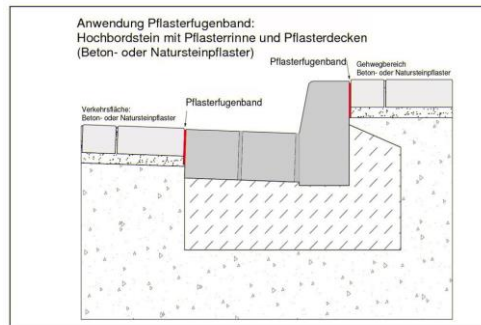 Anwendung Pflasterfugenband:
Hochbordstein mit Pflasterrinne und Pflasterdecken
(Beton- oder Natursteinpflaster)
Pflasterfugenband
Gehwegbereich
Beton- oder Natursteinpflaster
Verkehrsfläche:
Beton- oder Natursteinpflaster
Pflasterfugenband